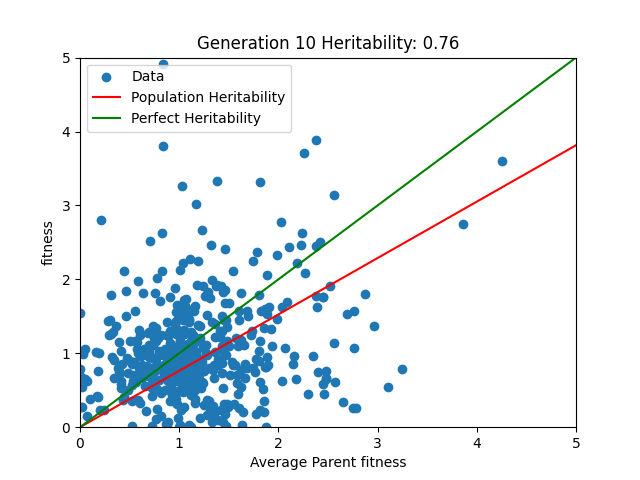 Generation 10 Heritability: 0.76
Data
Population Heritability
Perfect Heritability
5
4
3
2
1
0
fitness
0 1 2 3 4 5
Average Parent fitness